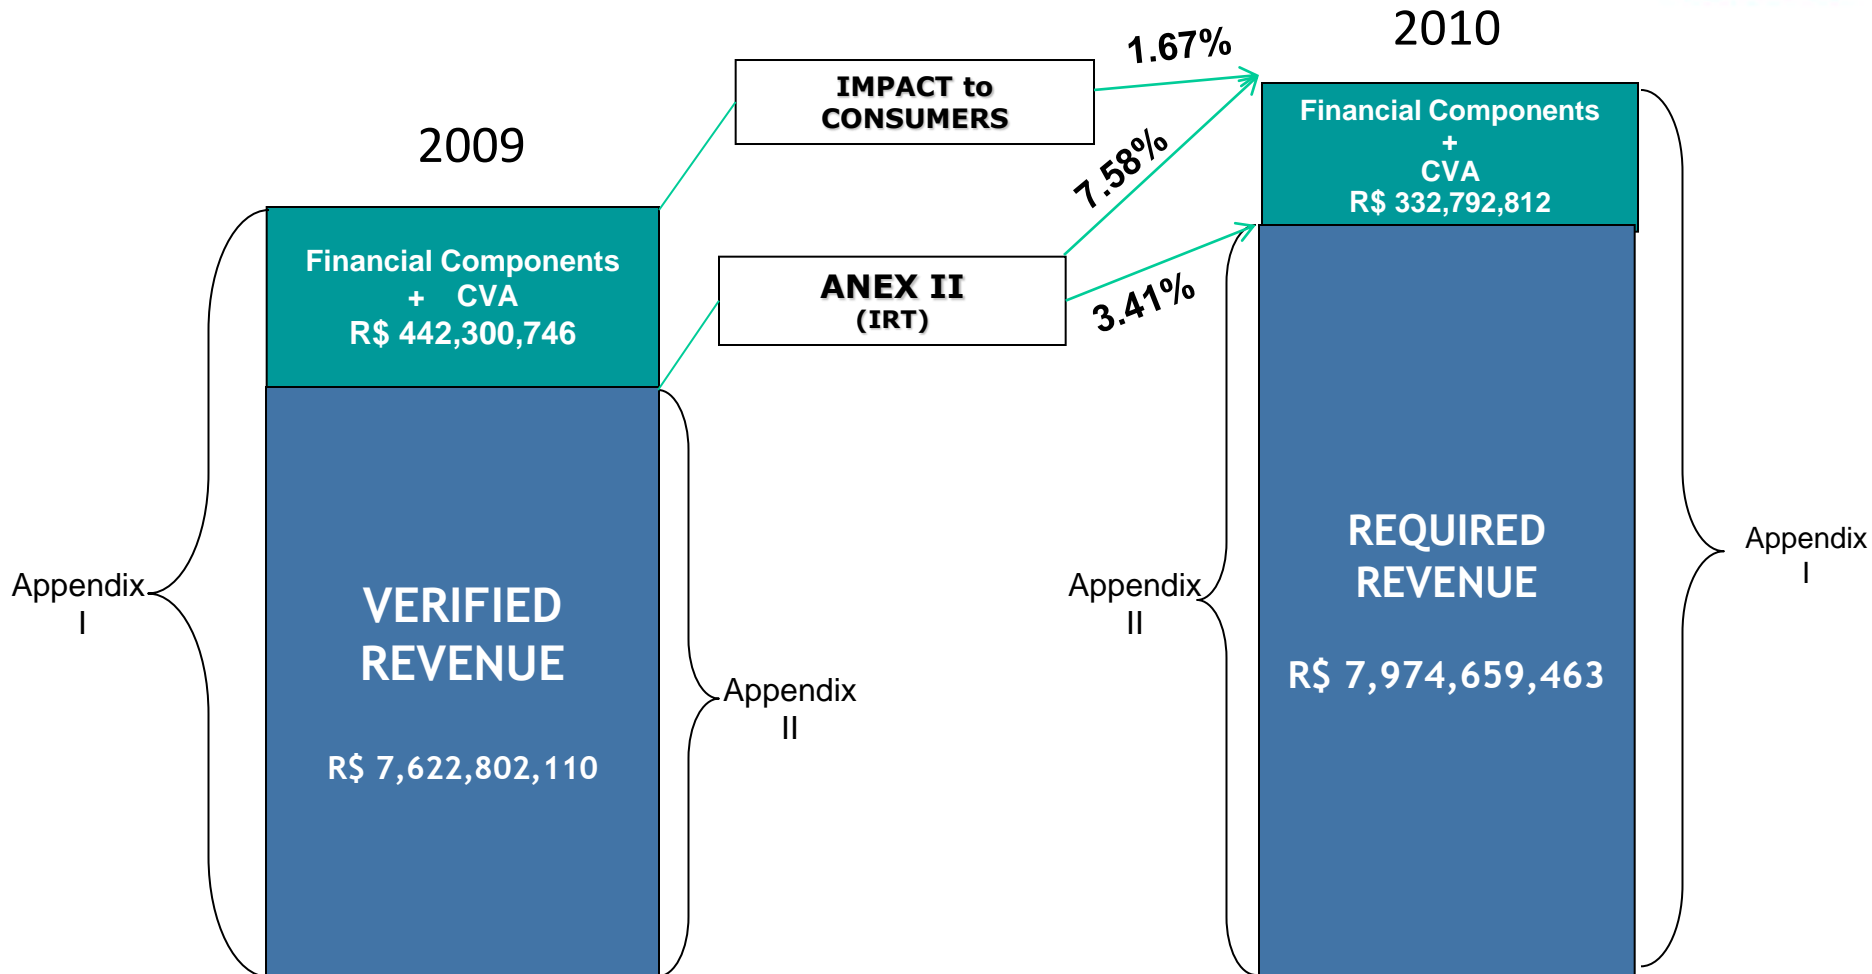 2009
2010
IMPACT to
CONSUMERS
1.67%
7.58%
3.41%
ANEX II
(IRT)
Financial Components
+ CVA
R$ 442,300,746
VERIFIED
REVENUE
R$ 7,622,802,110
Appendix
I
Appendix
II
Financial Components
+
CVA
R$ 332,792,812
REQUIRED
REVENUE
R$ 7,974,659,463
Appendix
II
Appendix
I